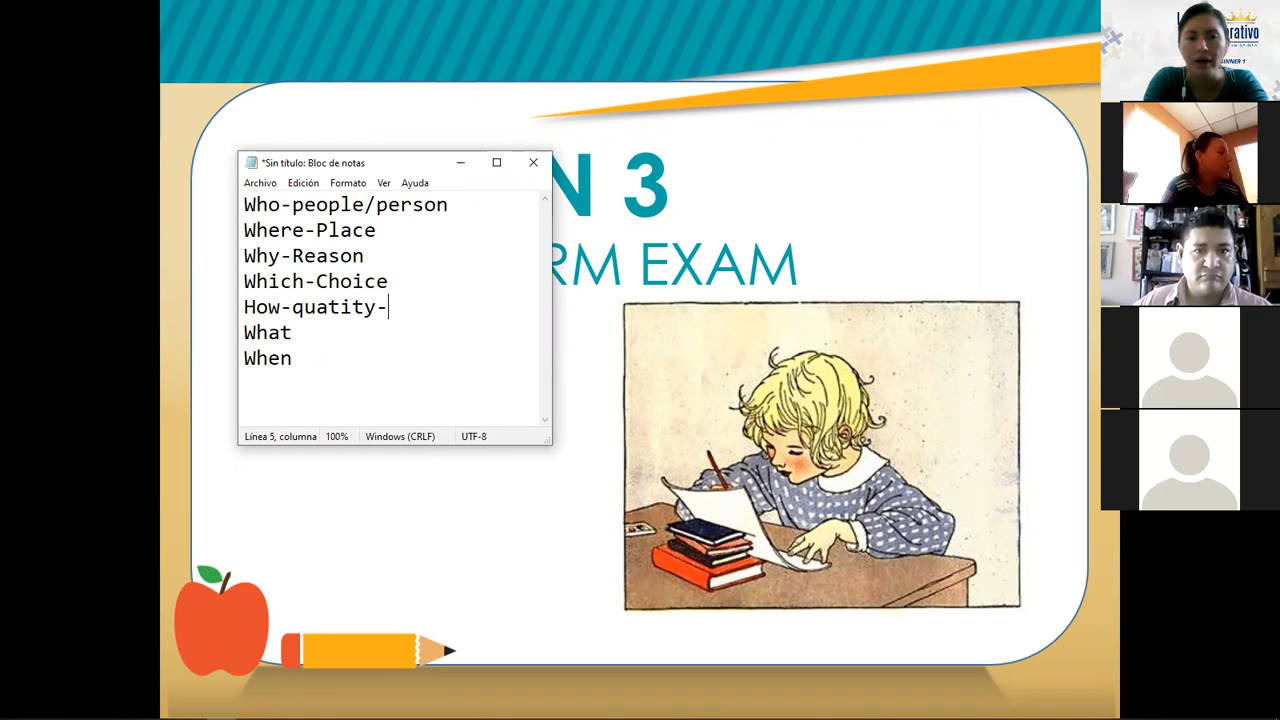 *Sin título: Bloc de notas
Archivo Edición Formato Ver Ayuda
Who-people/person
Where-Place
Why-Reason
Which-Choice
How-quatity-
What
When
Línea 5, columna 100% Windows (CRLF) UTF-8
N 3
RM EXAM